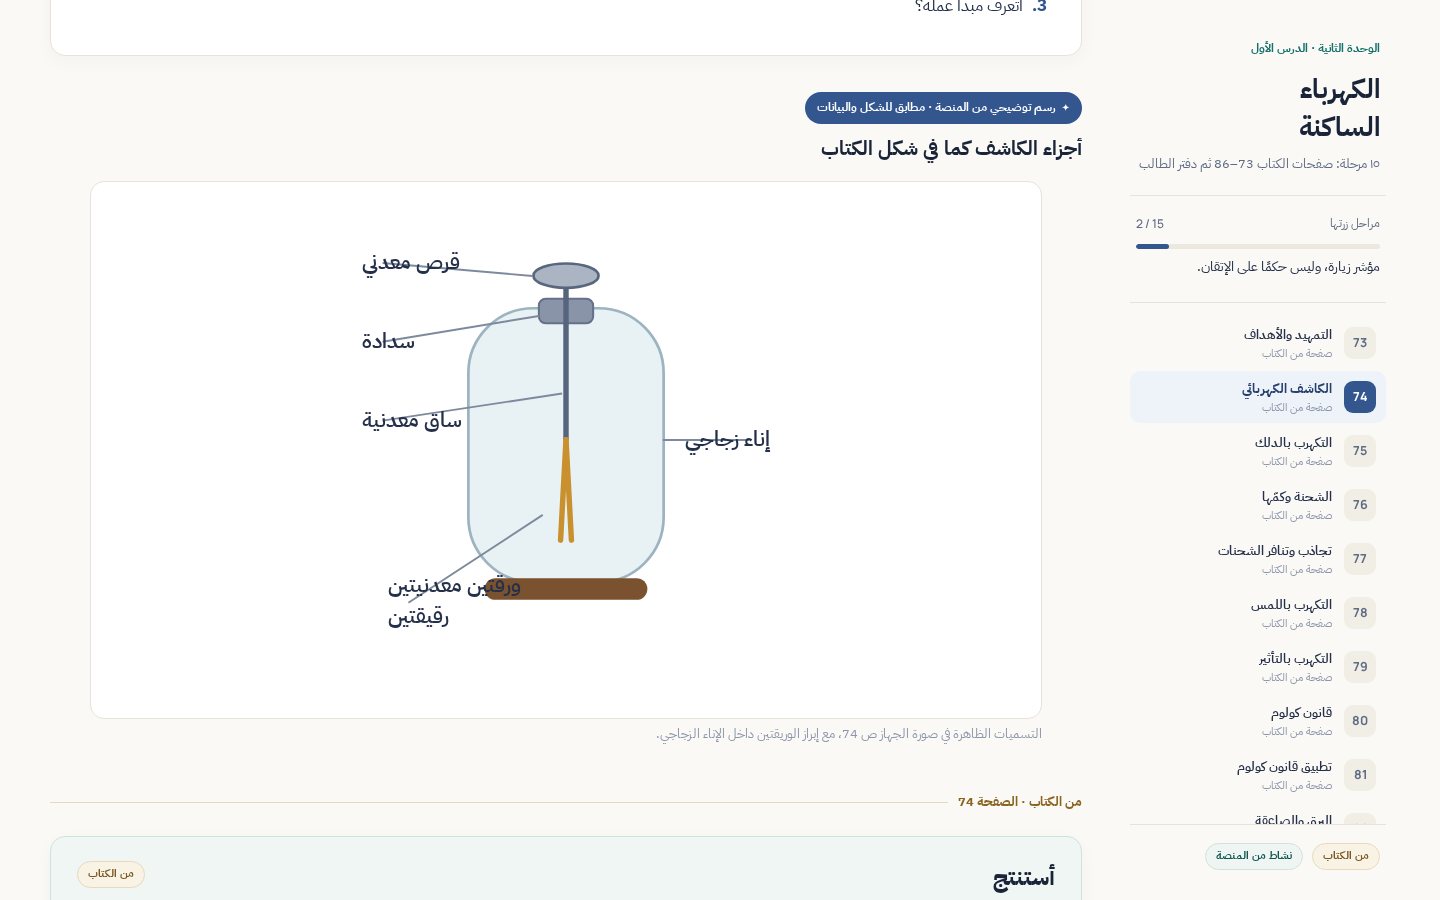 الوحدة الثانية · الدرس الأول
الكهرباء
الساكنة
١٥ مرحلة: صفحات الكتاب 73–86 ثم دفتر الطالب
مراحل زرتها
2 / 15
مؤشر زيارة، وليس حكمًا على الإتقان.
73
التمهيد والأهداف
صفحة من الكتاب
74
الكاشف الكهربائي
صفحة من الكتاب
75
التكهرب بالدلك
صفحة من الكتاب
76
الشحنة وكمّها
صفحة من الكتاب
77
تجاذب وتنافر الشحنات
صفحة من الكتاب
78
التكهرب باللمس
صفحة من الكتاب
79
التكهرب بالتأثير
صفحة من الكتاب
80
قانون كولوم
صفحة من الكتاب
81
تطبيق قانون كولوم
صفحة من الكتاب
البرق والصاعقة
من الكتاب
نشاط من المنصة
3. أتعرف مبدأ عمله؟
✦ رسم توضيحي من المنصة · مطابق للشكل والبيانات
أجزاء الكاشف كما في شكل الكتاب
قرص معدني
سدادة
ساق معدنية
إناء زجاجي
ورقتين معدنيتين
رقيقتين
التسميات الظاهرة في صورة الجهاز ص 74، مع إبراز الوريقتين داخل الإناء الزجاجي.
من الكتاب · الصفحة 74
أستنتج
من الكتاب